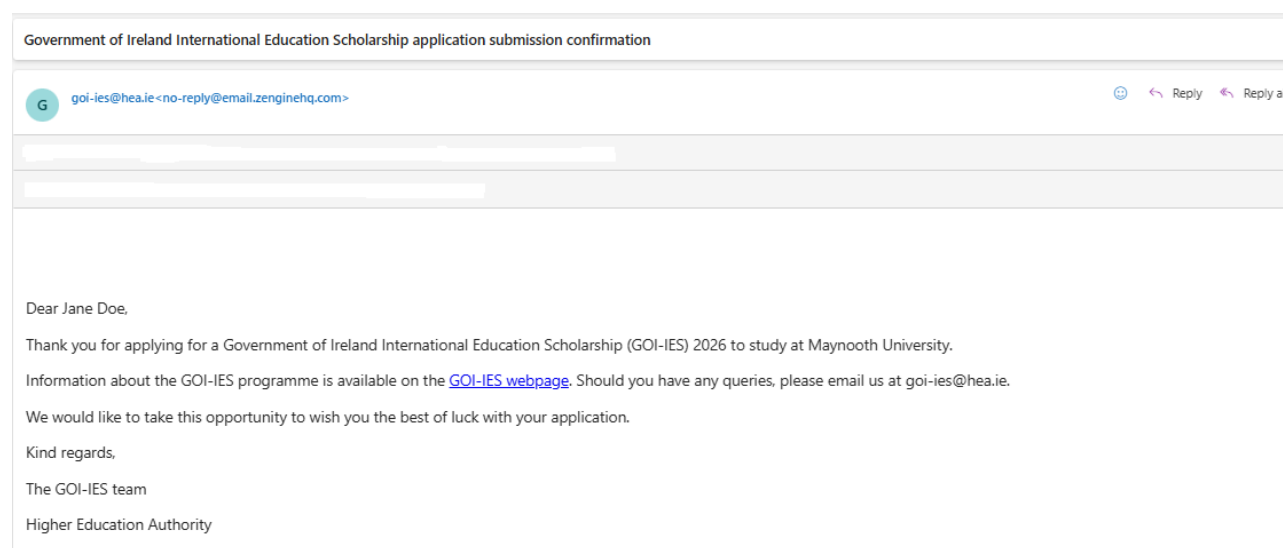 Government of Ireland International Education Scholarship application submission confirmation
G
goi-ies@hea.ie<no-reply@email.zenginehq.com>
Reply
Reply a
Dear Jane Doe,
Thank you for applying for a Government of Ireland International Education Scholarship (GOI-IES) 2026 to study at Maynooth University.
Information about the GOI-IES programme is available on the GOI-IES webpage. Should you have any queries, please email us at goi-ies@hea.ie.
We would like to take this opportunity to wish you the best of luck with your application.
Kind regards,
The GOI-IES team
Higher Education Authority